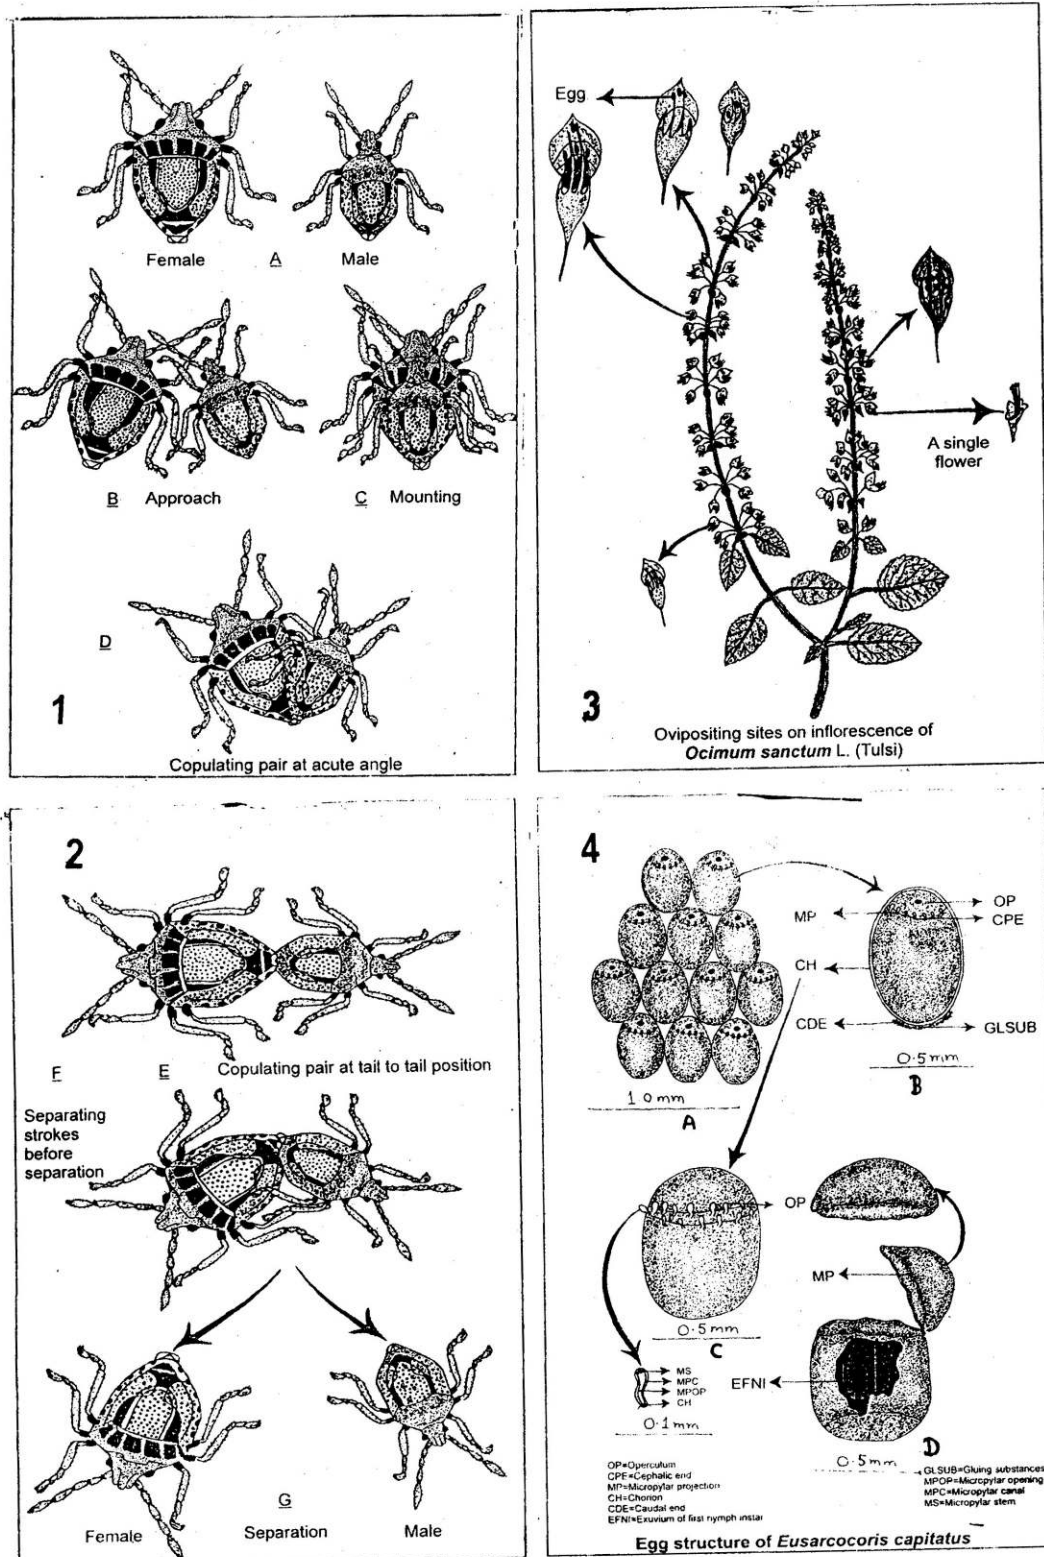 Female
A
Male
B
Approach
C
Mounting
D
1
Copulating pair at acute angle
Egg
A single
flower
3
Ovipositing sites on inflorescence of
Ocimum sanctum L. (Tulsi)
2
F
E
Copulating pair at tail to tail position
Separating
strokes
before
separation
G
Female
Separation
Male
4
OP
MP
CPE
CH
CDE
GLSUB
0.5 mm
B
1.0 mm
A
OP
MP
0.5 mm
C
MS
MPC
MPOP
CH
0.1 mm
EFNI
D
0.5 mm
OP=Operculum
CPE=Cephalic end
MP=Micropylar projection
CH=Chorion
CDE=Caudal end
EFNI=Exuvium of first nymph instar
GLSUB=Gluing substances
MPOP=Micropylar opening
MPC=Micropylar canal
MS=Micropylar stem
Egg structure of Eusarcocoris capitatus